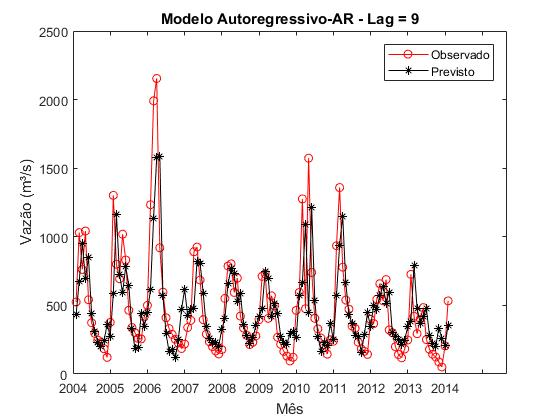 Modelo Autoregressivo-AR - Lag = 9
2500
2000
1500
1000
500
0
Vazão (m³/s)
Observado
Previsto
2004 2005 2006 2007 2008 2009 2010 2011 2012 2013 2014
Mês